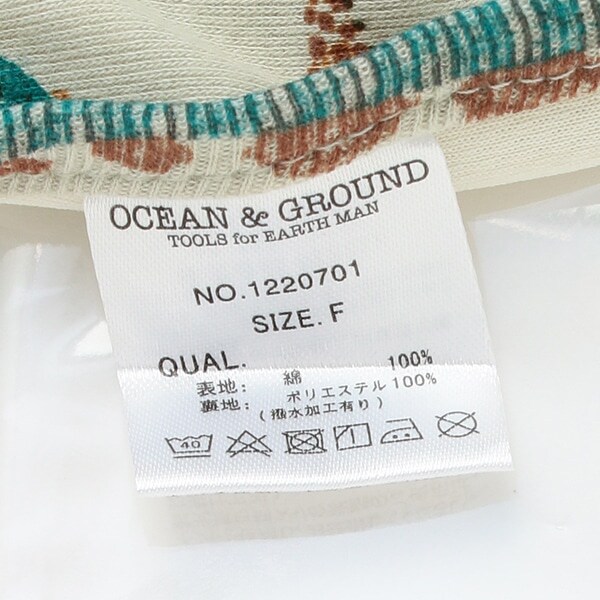 OCEAN & GROUND
TOOLS for EARTH MAN
NO.1220701
SIZE. F
QUAL.
表地: 綿 100%
裏地: ポリエステル 100%
(撥水加工有り)
40